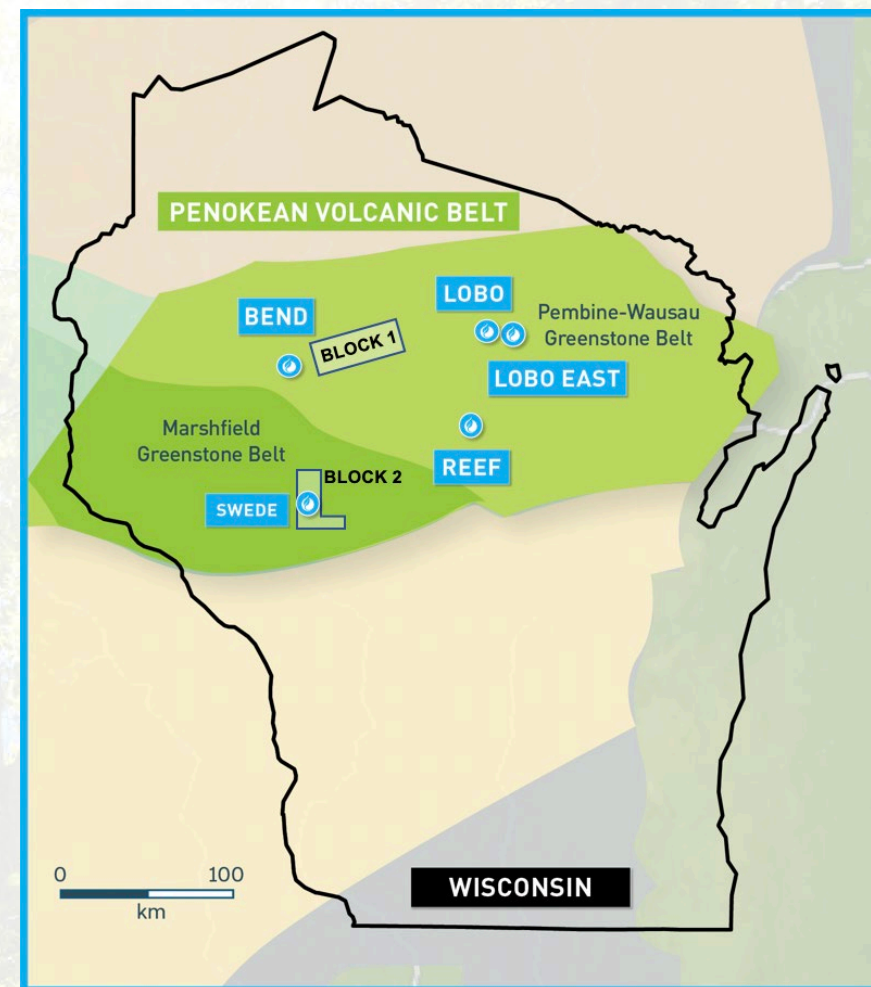 PENOKEAN VOLCANIC BELT
LOBO
BEND
Pembine-Wausau
Greenstone Belt
BLOCK 1
LOBO EAST
Marshfield
Greenstone Belt
REEF
BLOCK 2
SWEDE
0 100
km
WISCONSIN